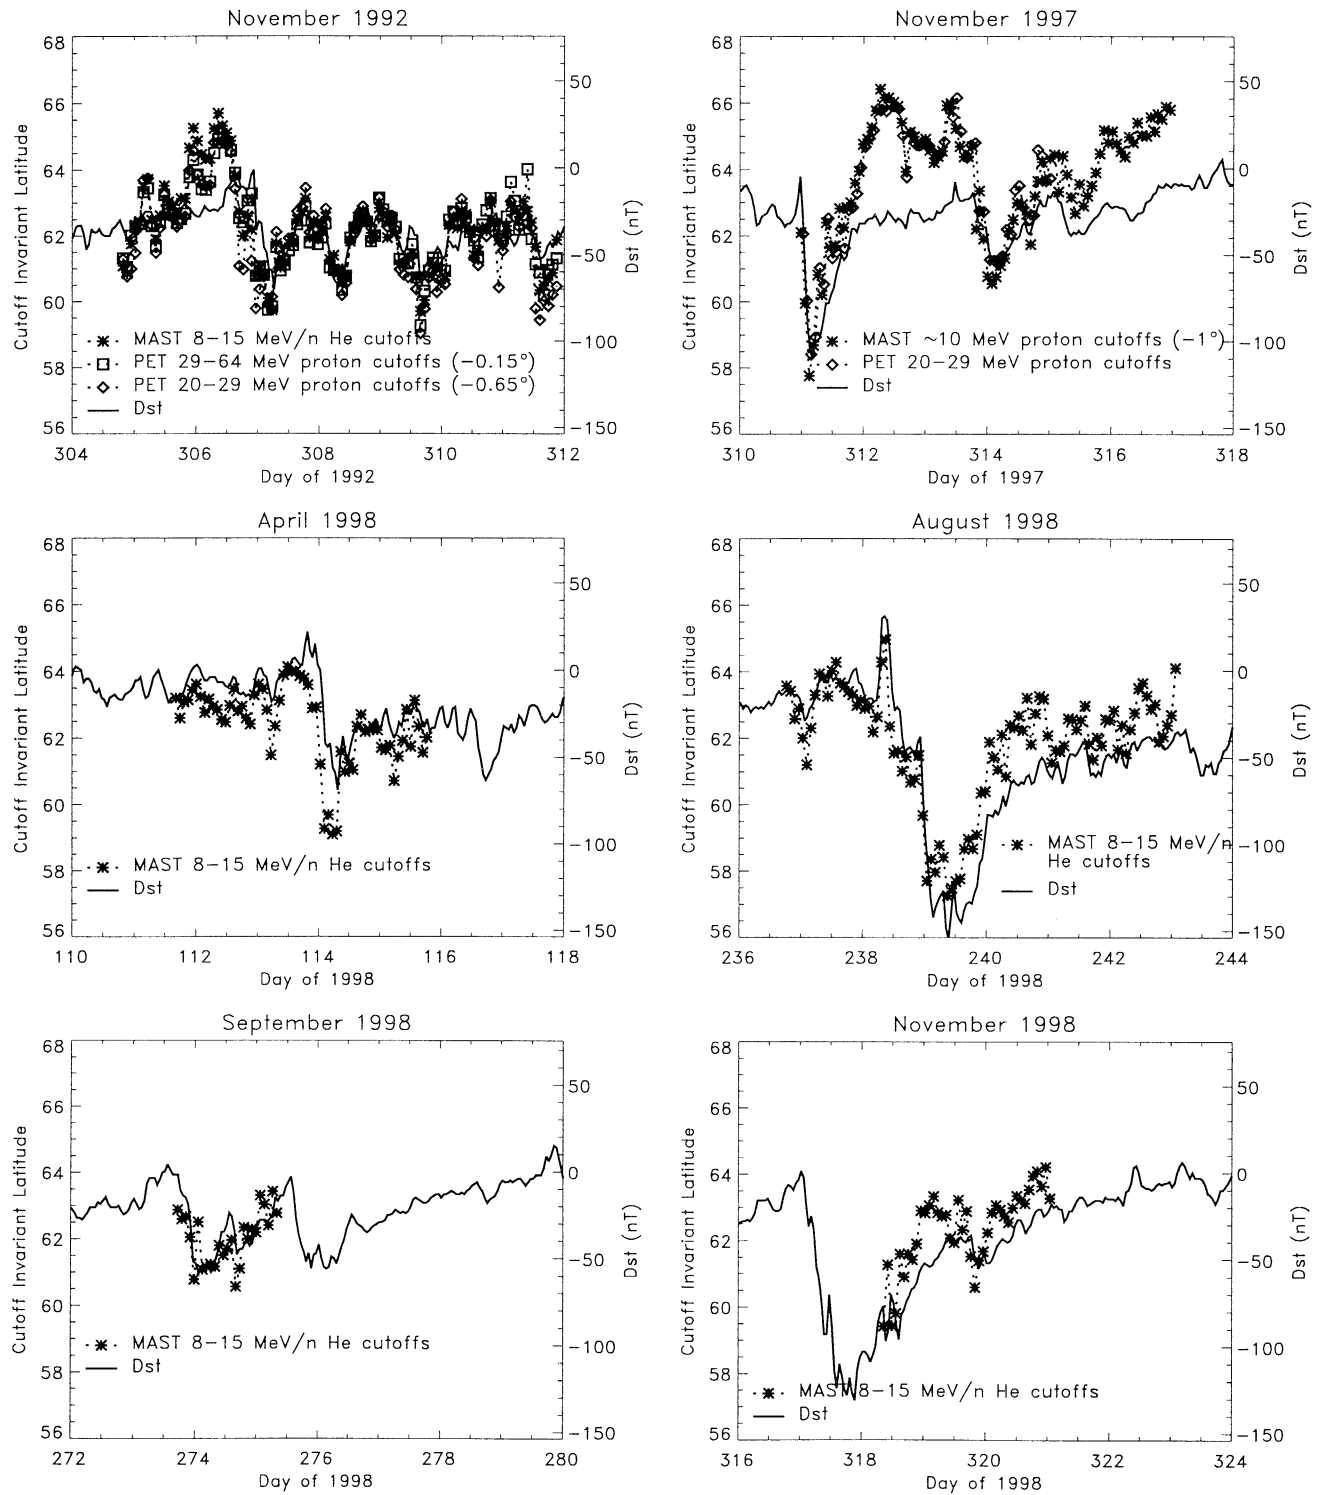 November 1992
68
66
64
62
60
58
56
50
0
−50
−100
−150
Cutoff Invariant Latitude
Dst (nT)
MAST 8−15 MeV/n He cutoffs
PET 29−64 MeV proton cutoffs (−0.15°)
PET 20−29 MeV proton cutoffs (−0.65°)
Dst
304 306 308 310 312
Day of 1992
November 1997
68
66
64
62
60
58
56
50
0
−50
−100
−150
Cutoff Invariant Latitude
Dst (nT)
MAST ~10 MeV proton cutoffs (−1°)
PET 20−29 MeV proton cutoffs
Dst
310 312 314 316 318
Day of 1997
April 1998
68
66
64
62
60
58
56
50
0
−50
−100
−150
Cutoff Invariant Latitude
Dst (nT)
MAST 8−15 MeV/n He cutoffs
Dst
110 112 114 116 118
Day of 1998
August 1998
68
66
64
62
60
58
56
50
0
−50
−100
−150
Cutoff Invariant Latitude
Dst (nT)
MAST 8−15 MeV/n
He cutoffs
Dst
236 238 240 242 244
Day of 1998
September 1998
68
66
64
62
60
58
56
50
0
−50
−100
−150
Cutoff Invariant Latitude
Dst (nT)
MAST 8−15 MeV/n He cutoffs
Dst
272 274 276 278 280
Day of 1998
November 1998
68
66
64
62
60
58
56
50
0
−50
−100
−150
Cutoff Invariant Latitude
Dst (nT)
MAST 8−15 MeV/n He cutoffs
Dst
316 318 320 322 324
Day of 1998